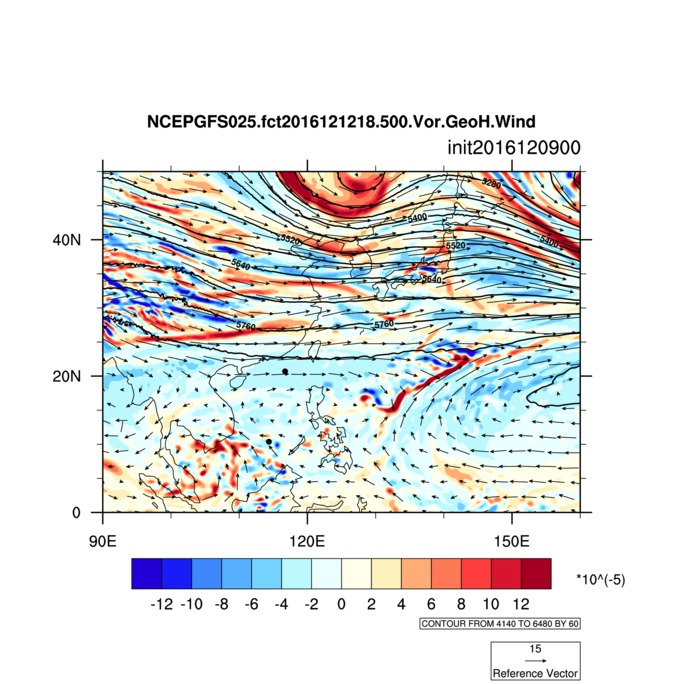 NCEPGFS025.fct2016121218.500.Vor.GeoH.Wind
init2016120900
5280
5400
5400
5520
5520
40N
5640
5640
5760
5760
20N
0
90E 120E 150E
-12 -10 -8 -6 -4 -2 0 2 4 6 8 10 12
*10^(-5)
CONTOUR FROM 4140 TO 6480 BY 60
15
Reference Vector